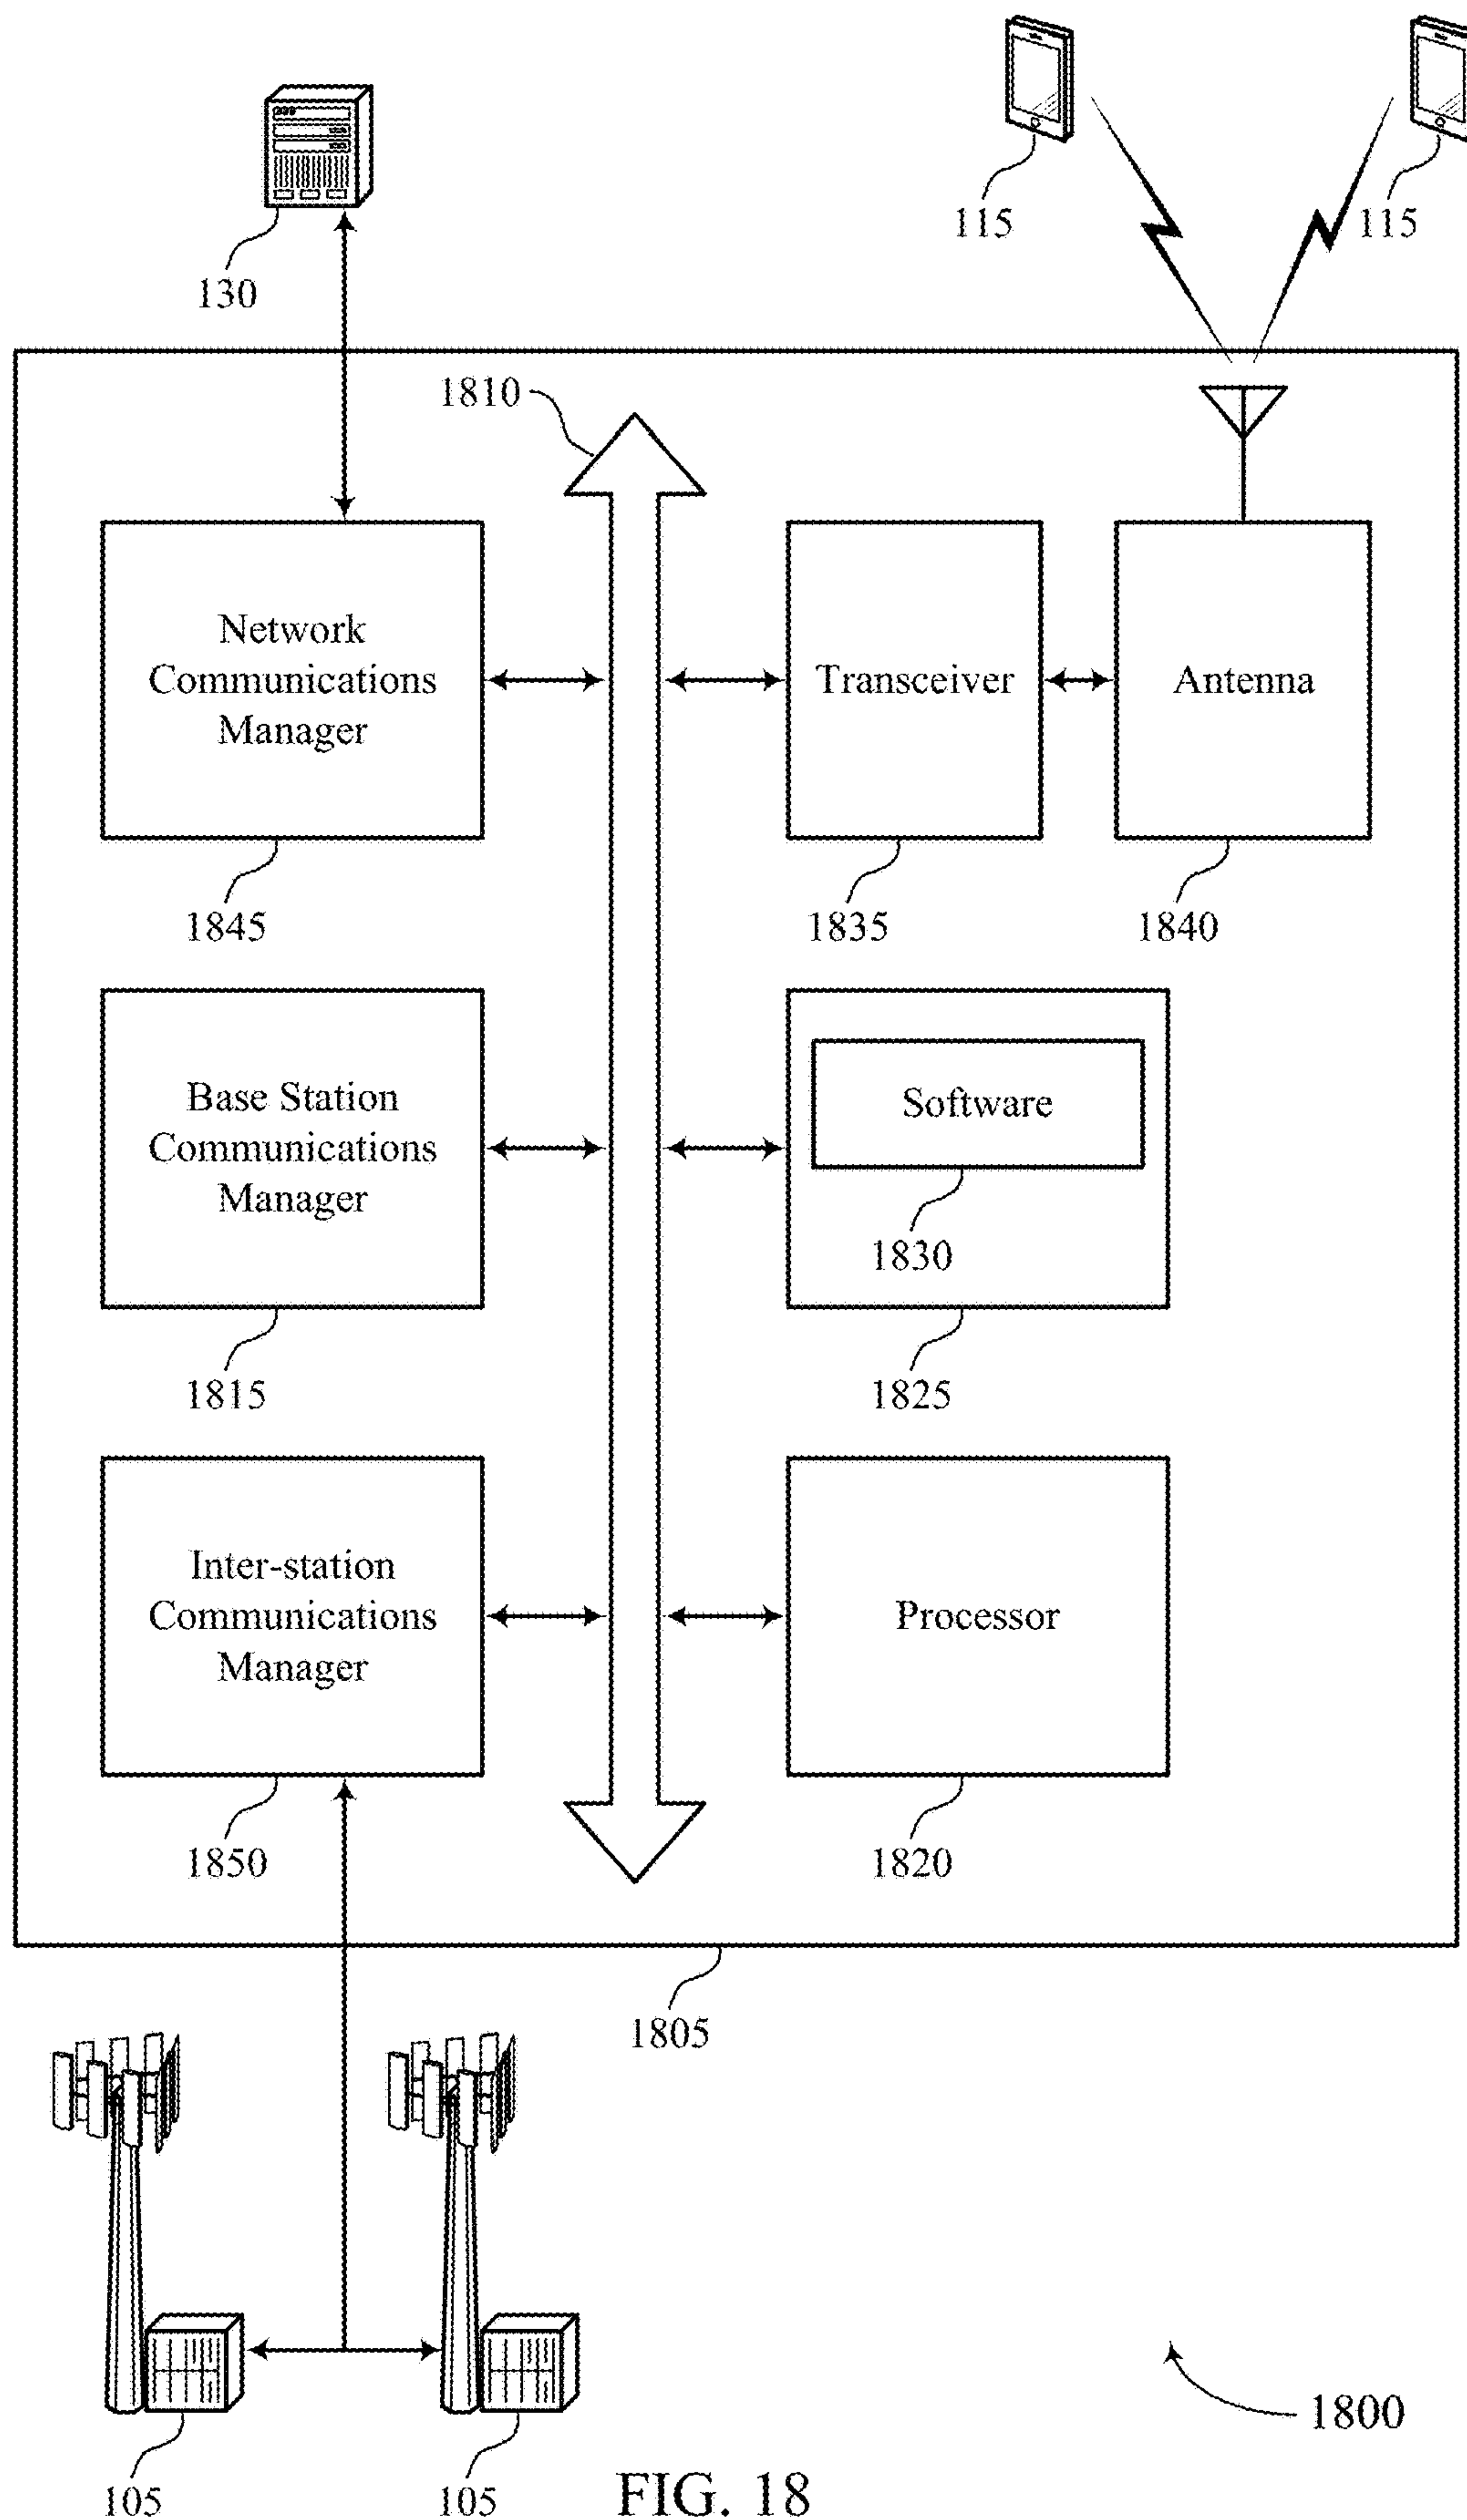 115
115
130
1810
Network
Communications
Manager
Transceiver
Antenna
1845
1835
1840
Base Station
Communications
Manager
Software
1830
1815
1825
Inter-station
Communications
Manager
Processor
1850
1820
1805
1800
105
105
FIG. 18